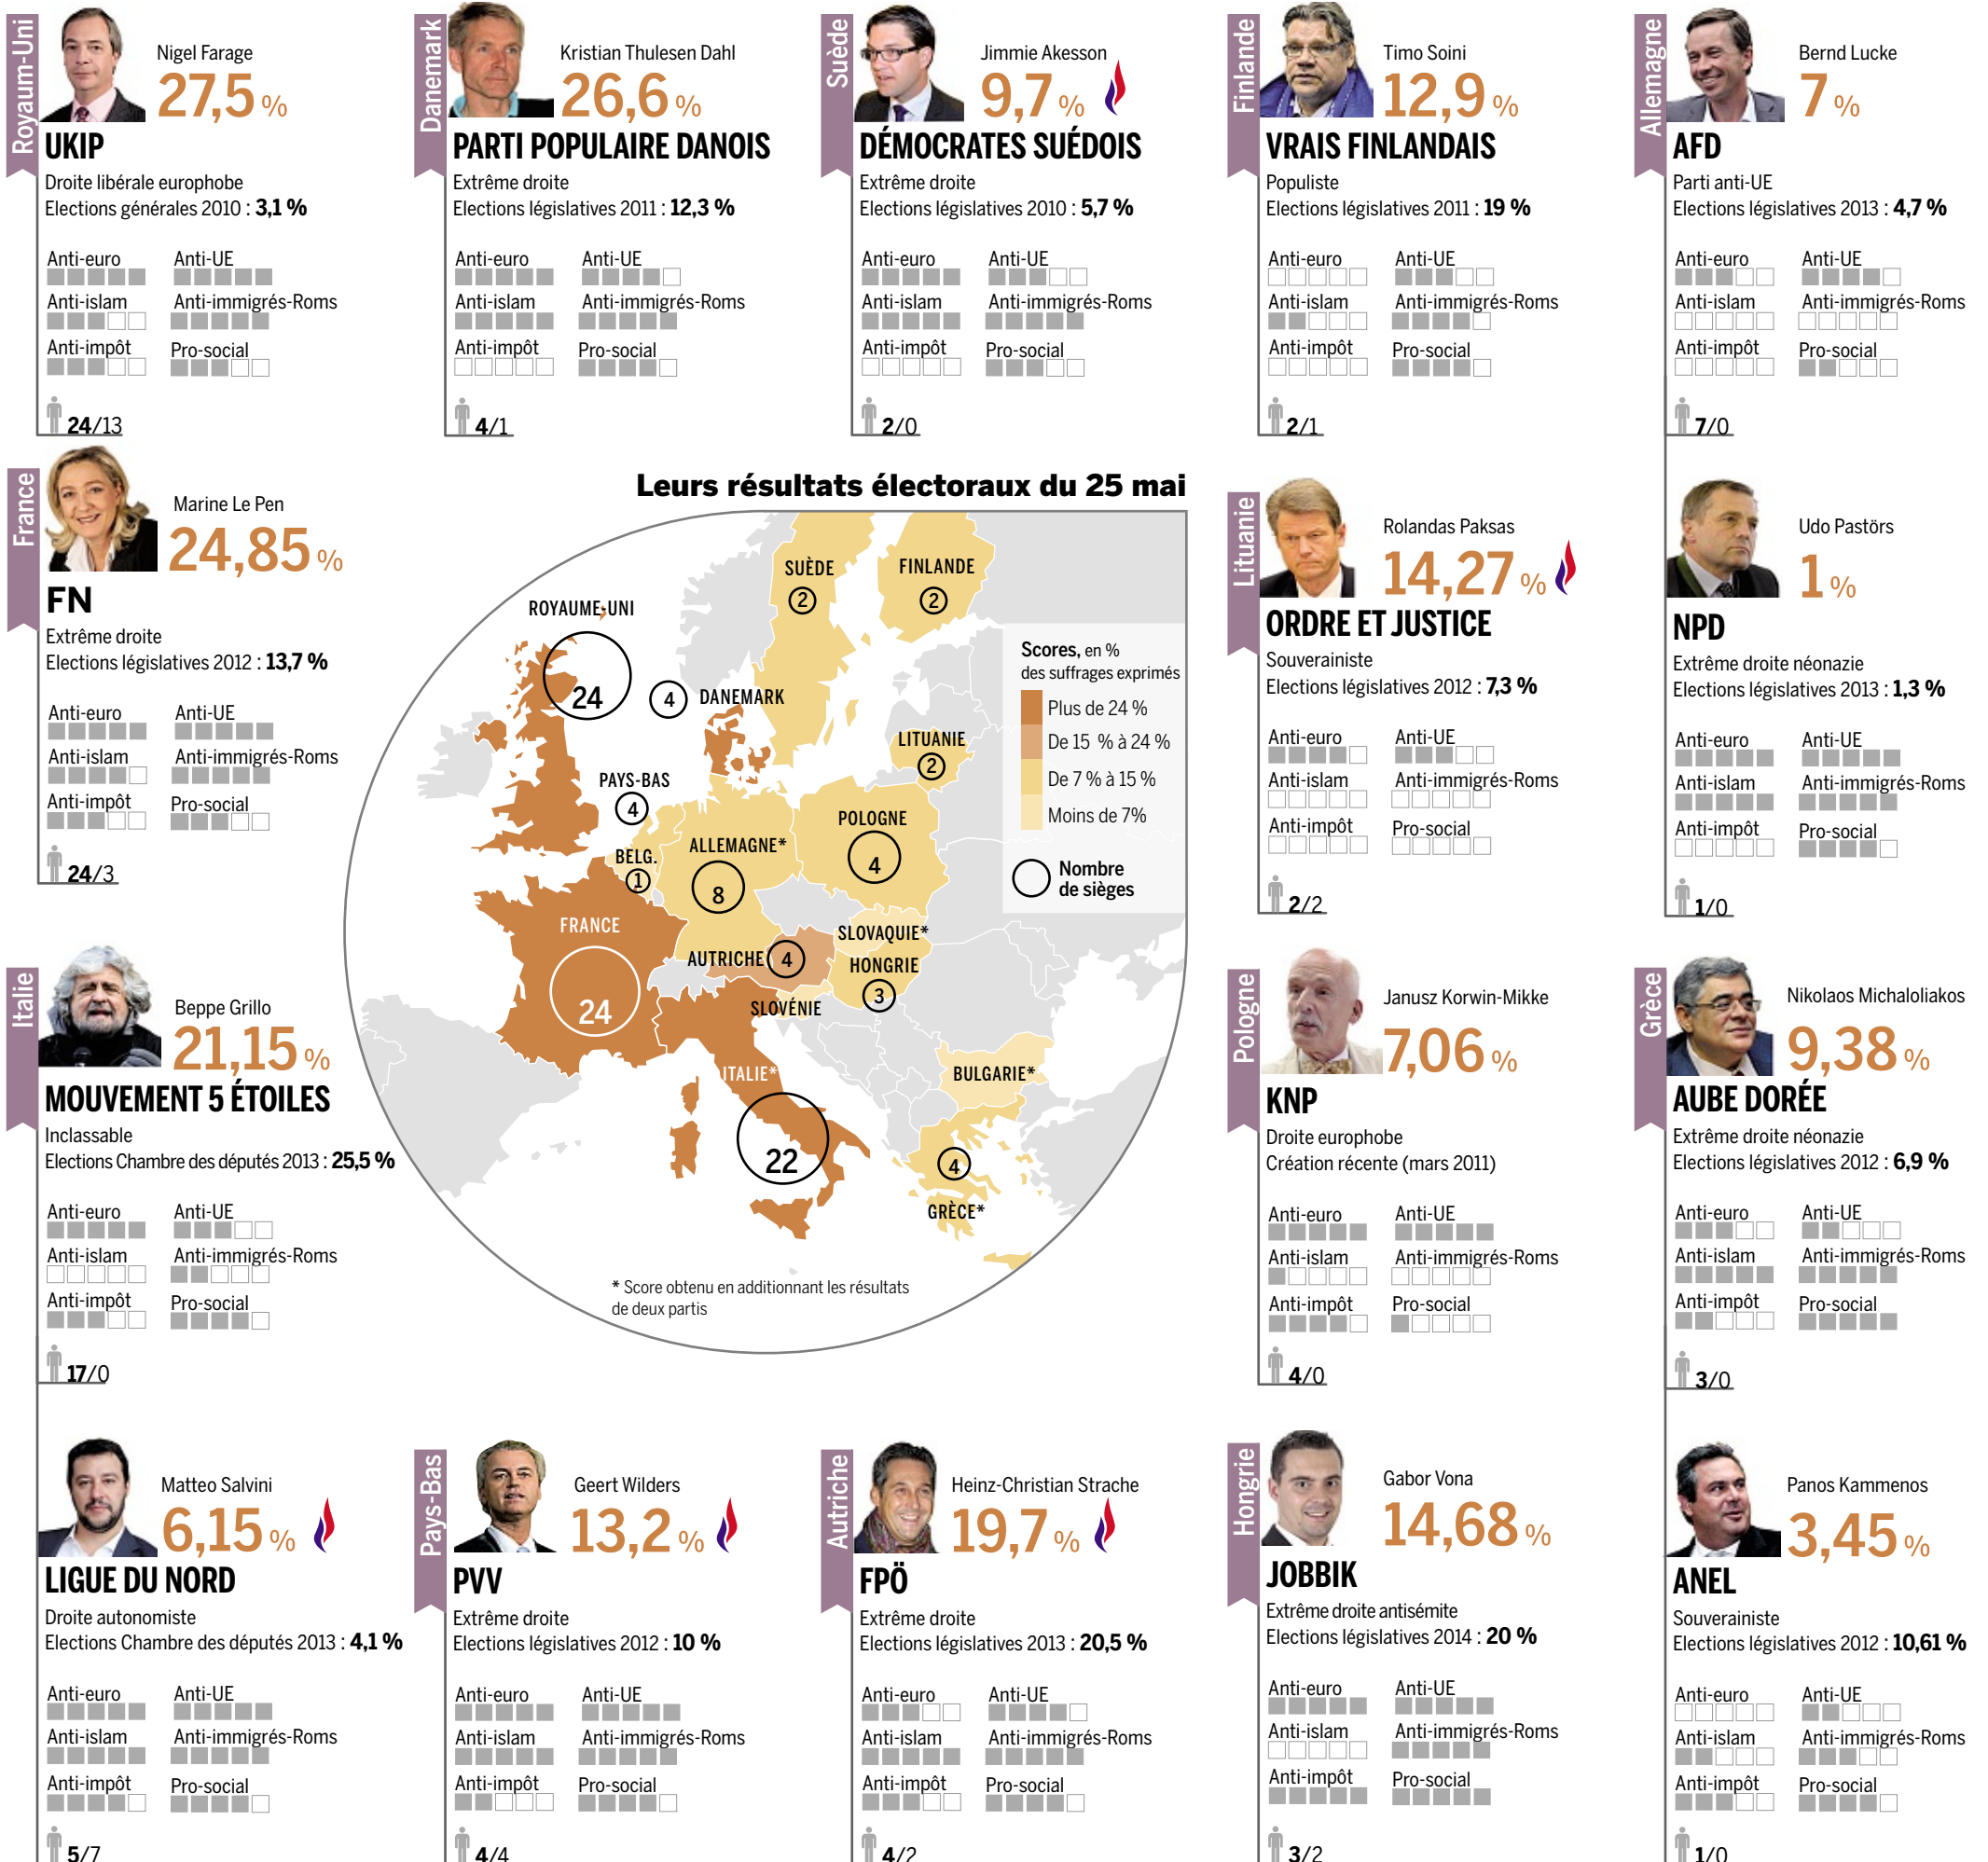 Royaum-Uni
Nigel Farage
27,5 %
UKIP
Droite libérale europhobe
Elections générales 2010 : 3,1 %
Anti-euro Anti-UE
Anti-islam Anti-immigrés-Roms
Anti-impôt Pro-social
24/13
Danemark
Kristian Thulesen Dahl
26,6 %
PARTI POPULAIRE DANOIS
Extrême droite
Elections législatives 2011 : 12,3 %
Anti-euro Anti-UE
Anti-islam Anti-immigrés-Roms
Anti-impôt Pro-social
4/1
Suède
Jimmie Akesson
9,7 %
DÉMOCRATES SUÉDOIS
Extrême droite
Elections législatives 2010 : 5,7 %
Anti-euro Anti-UE
Anti-islam Anti-immigrés-Roms
Anti-impôt Pro-social
2/0
Finlande
Timo Soini
12,9 %
VRAIS FINLANDAIS
Populiste
Elections législatives 2011 : 19 %
Anti-euro Anti-UE
Anti-islam Anti-immigrés-Roms
Anti-impôt Pro-social
2/1
Allemagne
Bernd Lucke
7 %
AFD
Parti anti-UE
Elections législatives 2013 : 4,7 %
Anti-euro Anti-UE
Anti-islam Anti-immigrés-Roms
Anti-impôt Pro-social
7/0
France
Marine Le Pen
24,85 %
FN
Extrême droite
Elections législatives 2012 : 13,7 %
Anti-euro Anti-UE
Anti-islam Anti-immigrés-Roms
Anti-impôt Pro-social
24/3
Leurs résultats électoraux du 25 mai
SUÈDE
2
FINLANDE
2
ROYAUME-UNI
24
4 DANEMARK
LITUANIE
2
PAYS-BAS
4
POLOGNE
4
ALLEMAGNE*
8
BELG.
1
FRANCE
24
SLOVAQUIE*
AUTRICHE 4
HONGRIE
3
SLOVÉNIE
ITALIE*
22
BULGARIE*
4
GRÈCE*
Scores, en %
des suffrages exprimés
Plus de 24 %
De 15 % à 24 %
De 7 % à 15 %
Moins de 7%
Nombre
de sièges
* Score obtenu en additionnant les résultats
de deux partis
Lituanie
Rolandas Paksas
14,27 %
ORDRE ET JUSTICE
Souverainiste
Elections législatives 2012 : 7,3 %
Anti-euro Anti-UE
Anti-islam Anti-immigrés-Roms
Anti-impôt Pro-social
2/2
Udo Pastörs
1 %
NPD
Extrême droite néonazie
Elections législatives 2013 : 1,3 %
Anti-euro Anti-UE
Anti-islam Anti-immigrés-Roms
Anti-impôt Pro-social
1/0
Italie
Beppe Grillo
21,15 %
MOUVEMENT 5 ÉTOILES
Inclassable
Elections Chambre des députés 2013 : 25,5 %
Anti-euro Anti-UE
Anti-islam Anti-immigrés-Roms
Anti-impôt Pro-social
17/0
Pologne
Janusz Korwin-Mikke
7,06 %
KNP
Droite europhobe
Création récente (mars 2011)
Anti-euro Anti-UE
Anti-islam Anti-immigrés-Roms
Anti-impôt Pro-social
4/0
Grèce
Nikolaos Michaloliakos
9,38 %
AUBE DORÉE
Extrême droite néonazie
Elections législatives 2012 : 6,9 %
Anti-euro Anti-UE
Anti-islam Anti-immigrés-Roms
Anti-impôt Pro-social
3/0
Matteo Salvini
6,15 %
LIGUE DU NORD
Droite autonomiste
Elections Chambre des députés 2013 : 4,1 %
Anti-euro Anti-UE
Anti-islam Anti-immigrés-Roms
Anti-impôt Pro-social
5/7
Pays-Bas
Geert Wilders
13,2 %
PVV
Extrême droite
Elections législatives 2012 : 10 %
Anti-euro Anti-UE
Anti-islam Anti-immigrés-Roms
Anti-impôt Pro-social
4/4
Autriche
Heinz-Christian Strache
19,7 %
FPÖ
Extrême droite
Elections législatives 2013 : 20,5 %
Anti-euro Anti-UE
Anti-islam Anti-immigrés-Roms
Anti-impôt Pro-social
4/2
Hongrie
Gabor Vona
14,68 %
JOBBIK
Extrême droite antisémite
Elections législatives 2014 : 20 %
Anti-euro Anti-UE
Anti-islam Anti-immigrés-Roms
Anti-impôt Pro-social
3/2
Panos Kammenos
3,45 %
ANEL
Souverainiste
Elections législatives 2012 : 10,61 %
Anti-euro Anti-UE
Anti-islam Anti-immigrés-Roms
Anti-impôt Pro-social
1/0